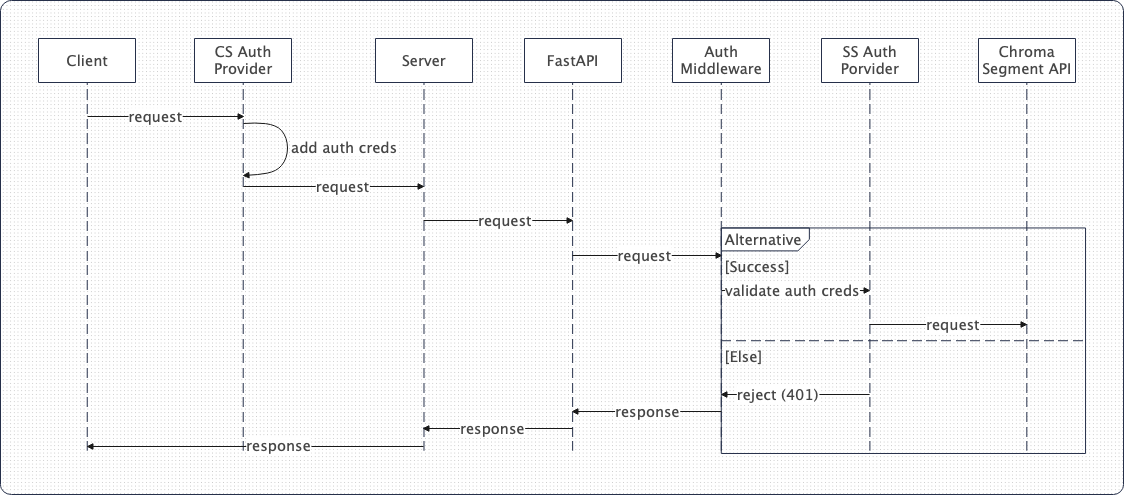 Client
CS Auth
Provider
Server
FastAPI
Auth
Middleware
SS Auth
Porvider
Chroma
Segment API
request
add auth creds
request
request
Alternative
request
[Success]
validate auth creds
request
[Else]
reject (401)
response
response
response